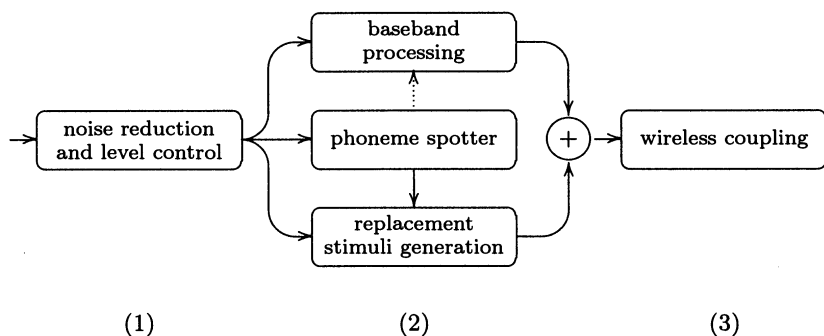 baseband
processing
noise reduction
and level control
phoneme spotter
+
wireless coupling
replacement
stimuli generation
(1)
(2)
(3)